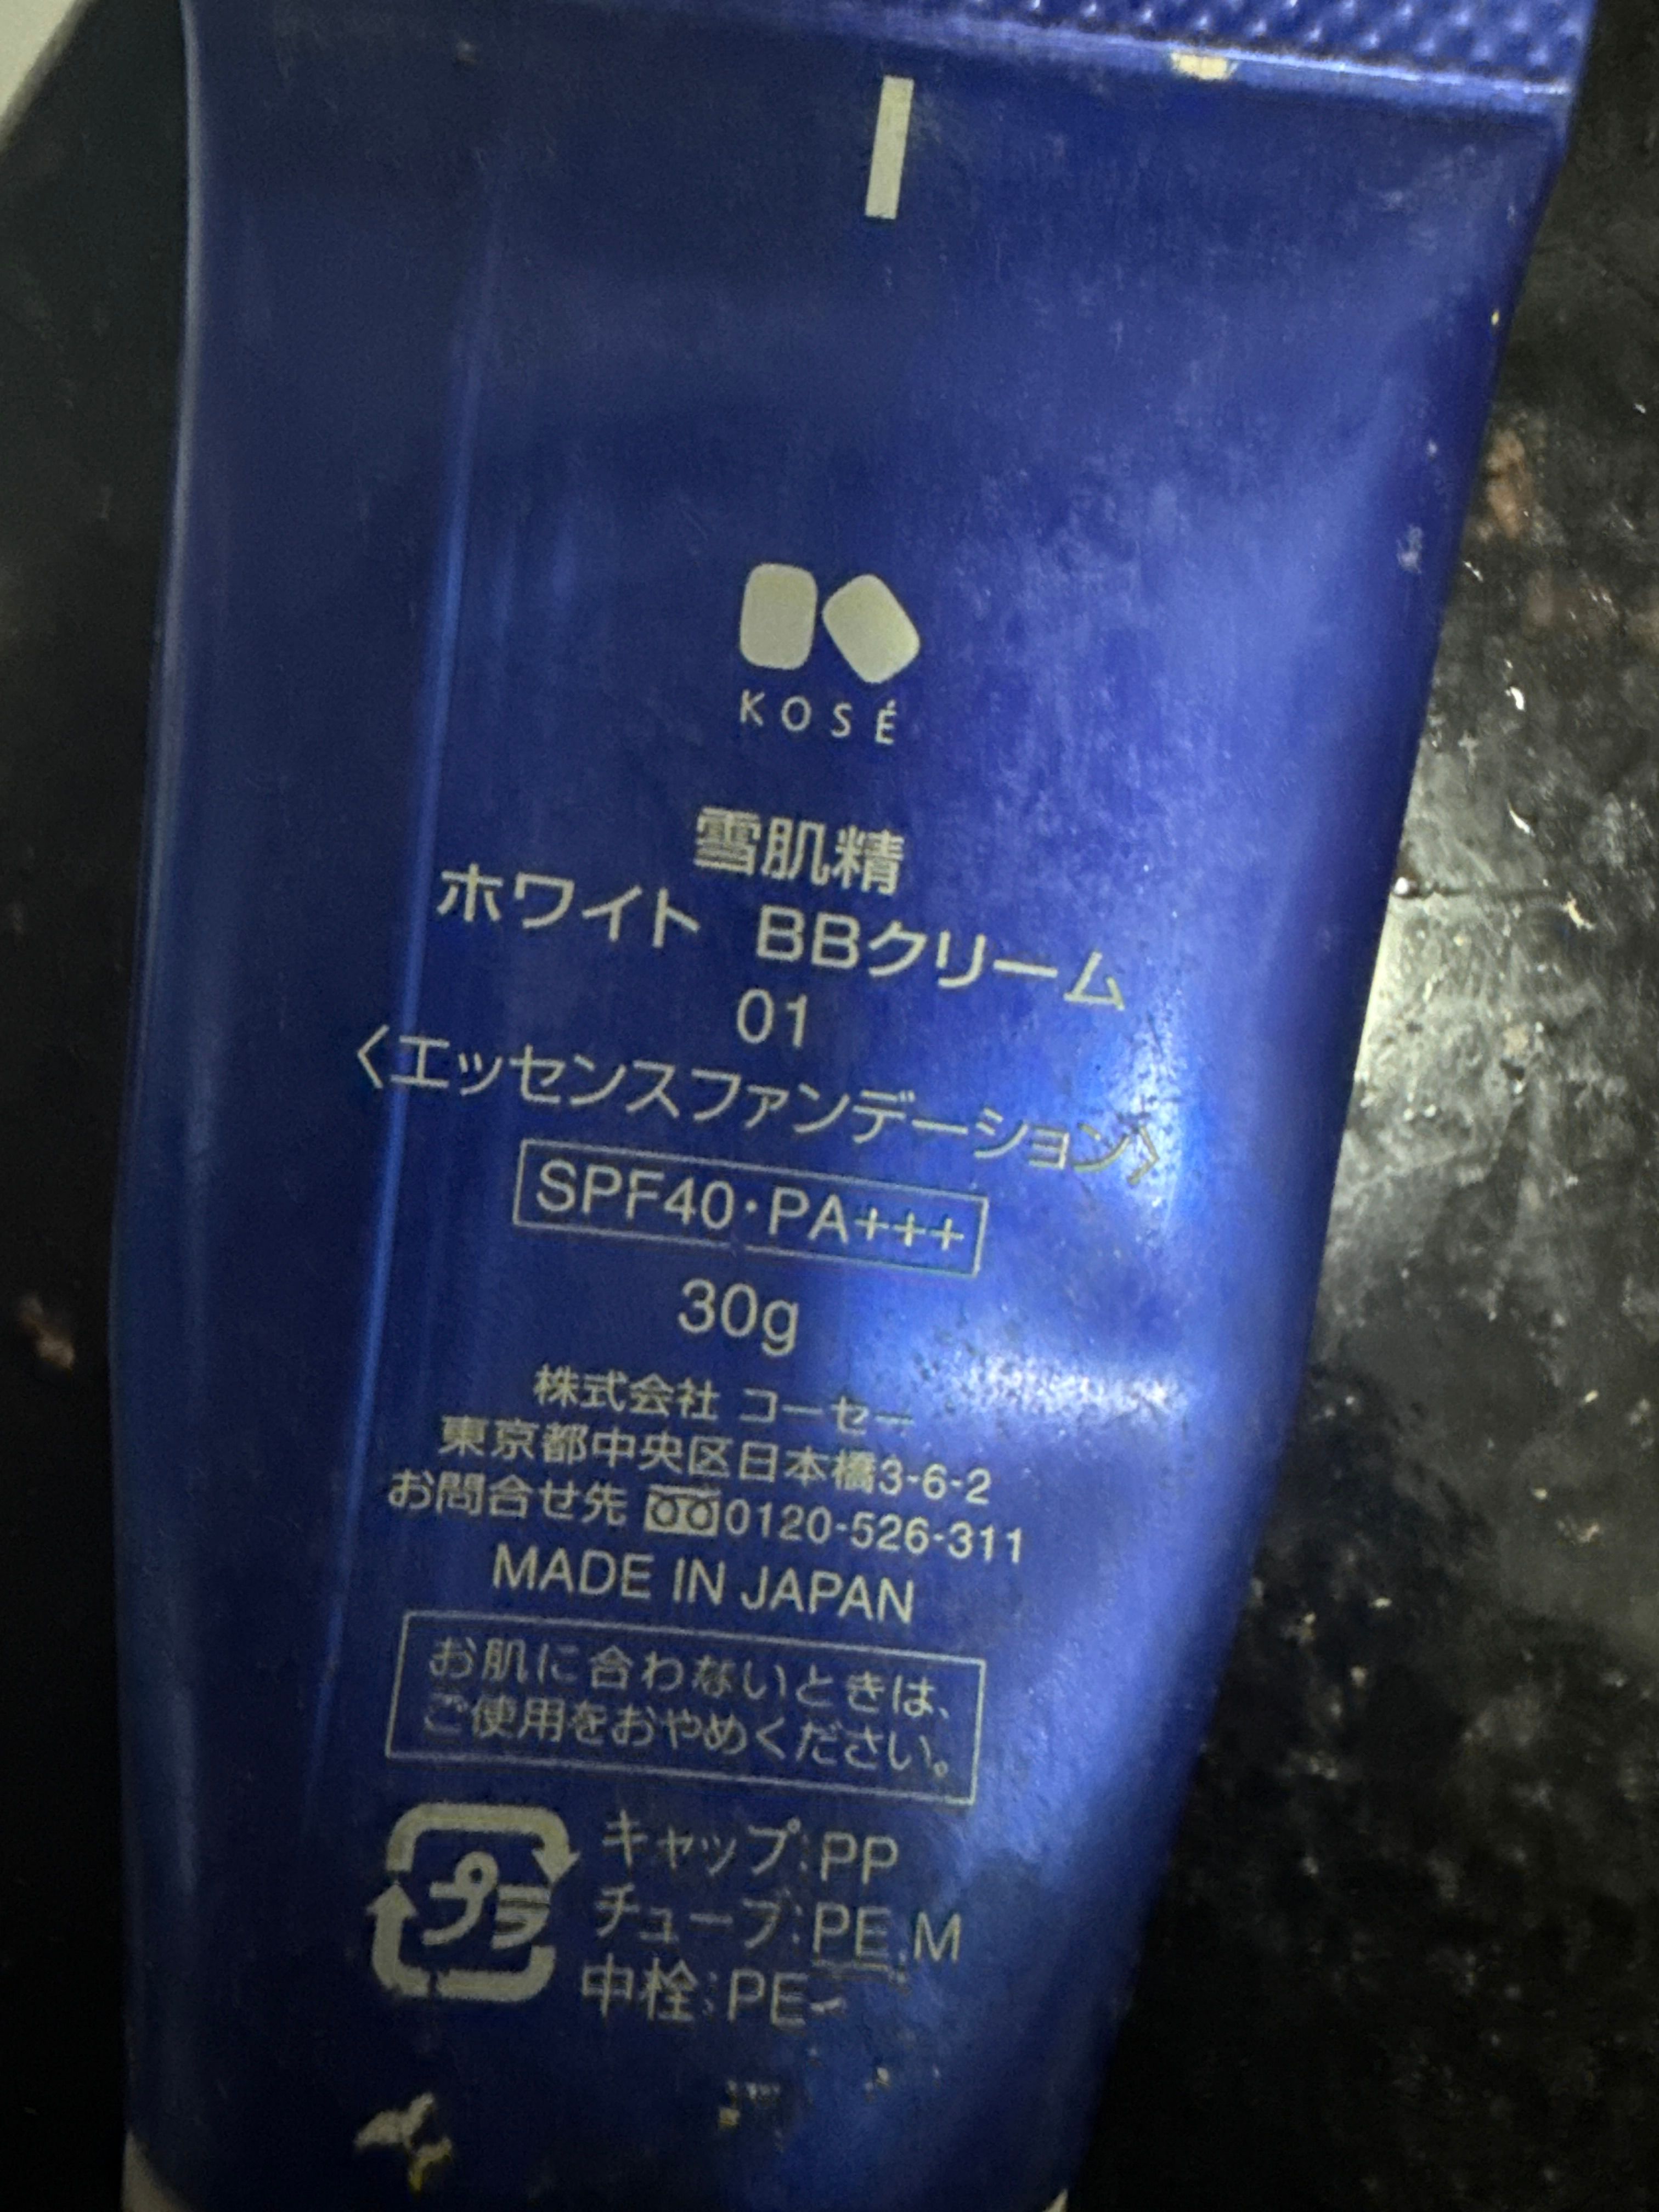 KOSÉ
雪肌精
ホワイト BBクリーム
01
〈エッセンスファンデーション〉
SPF40・PA+++
30g
株式会社 コーセー
東京都中央区日本橋3-6-2
お問合せ先 0120-526-311
MADE IN JAPAN
お肌に合わないときは、
ご使用をおやめください。
プラ
キャップ:PP
チューブ:PE,M
中栓:PE